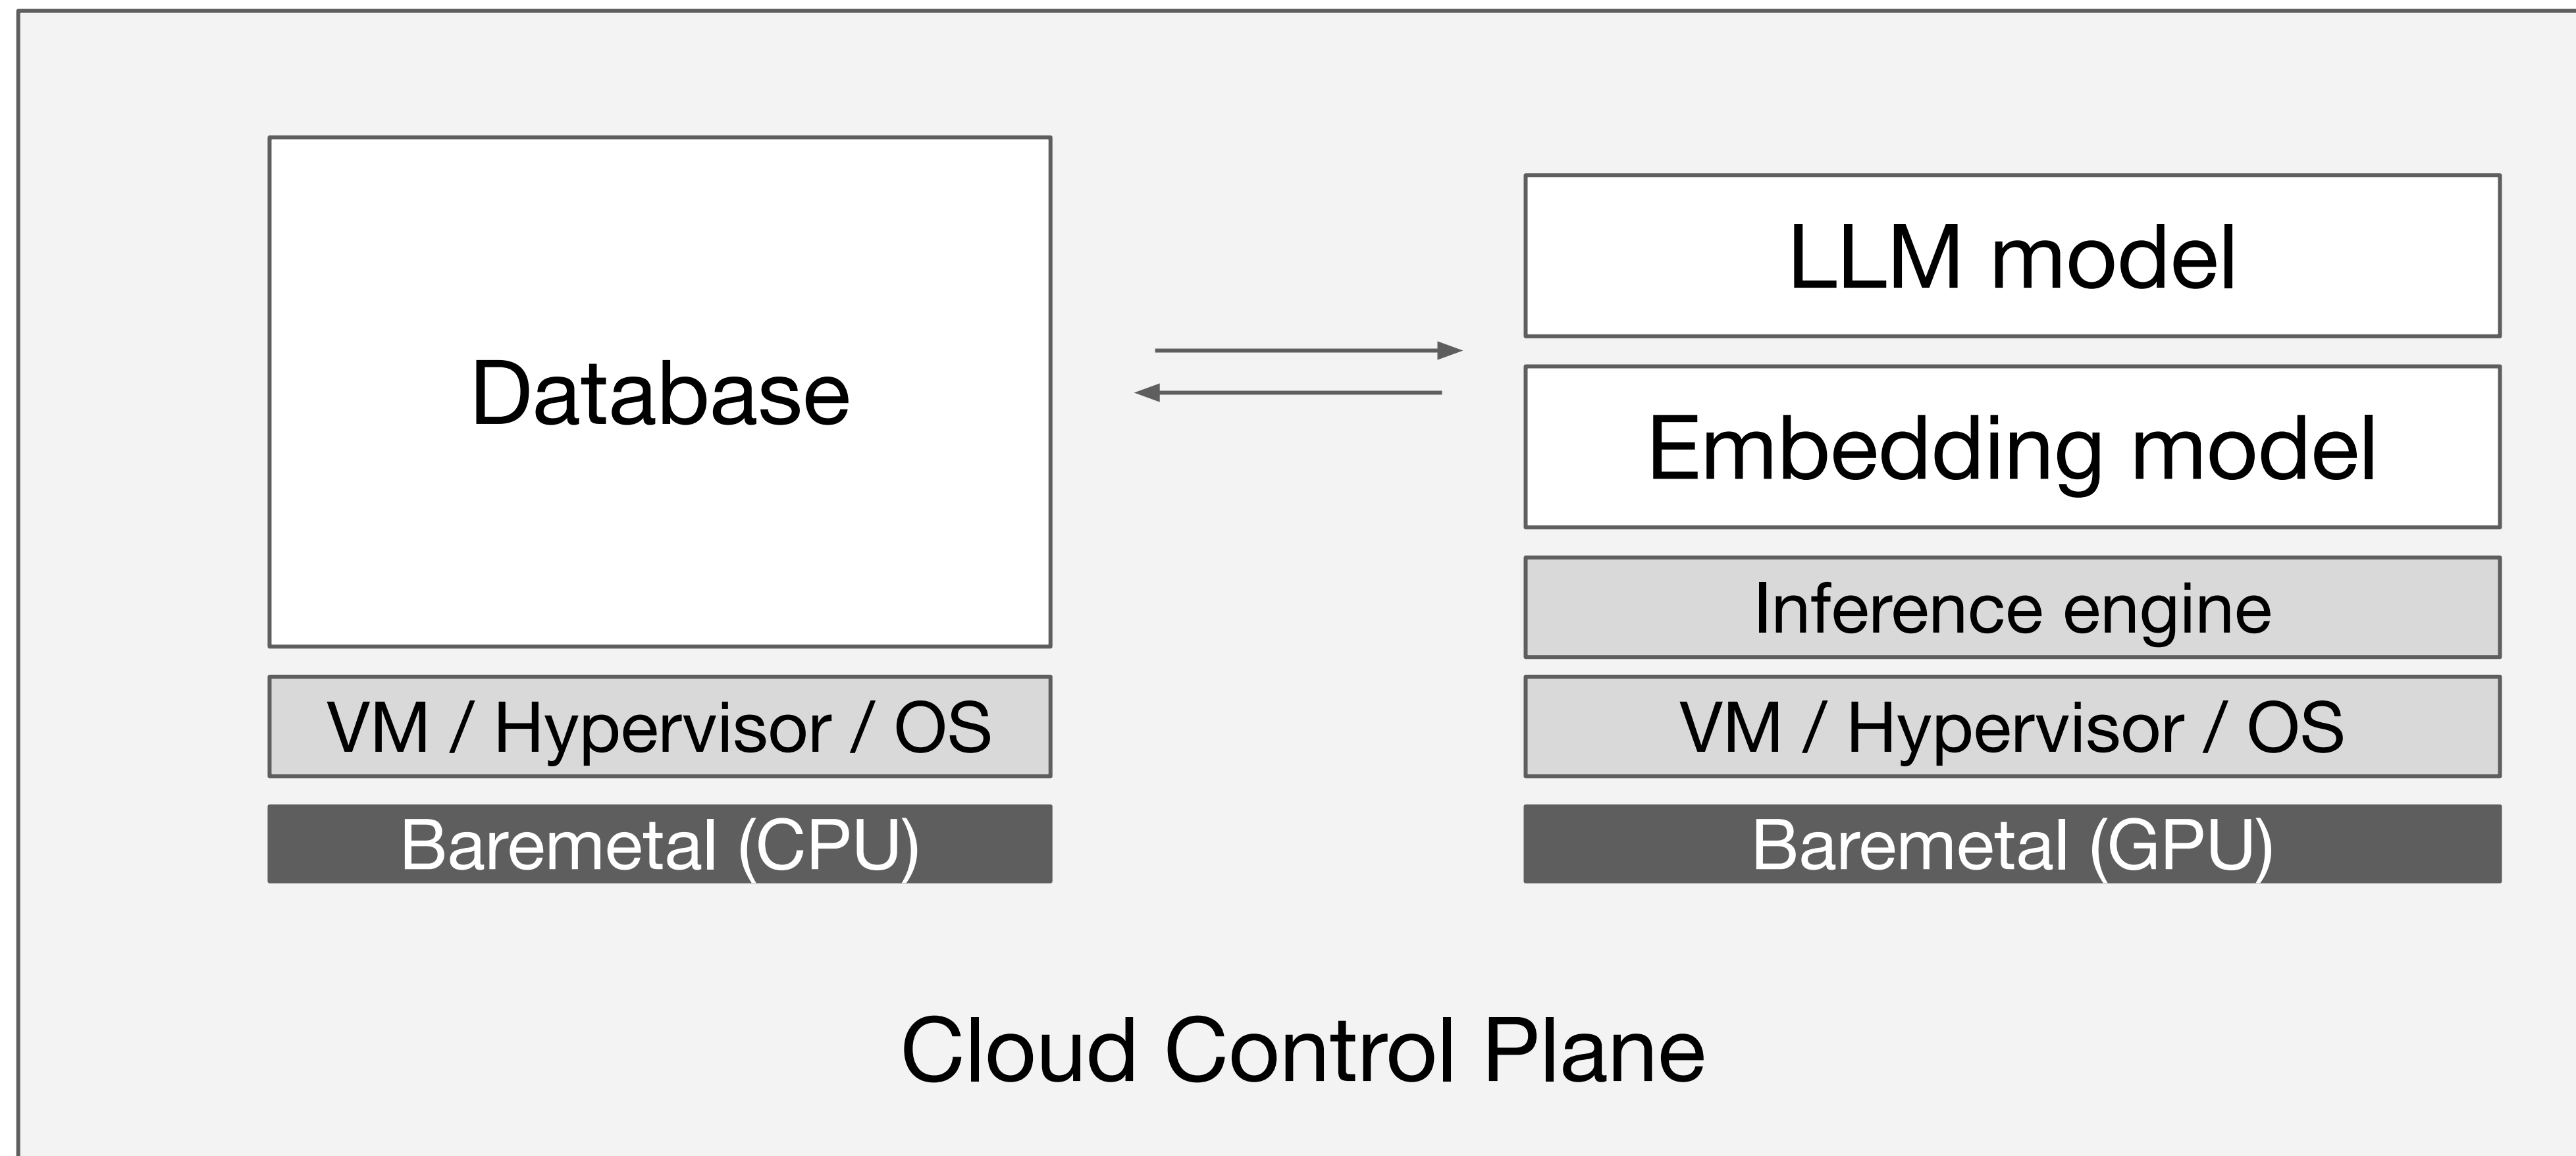 Database
VM / Hypervisor / OS
Baremetal (CPU)
LLM model
Embedding model
Inference engine
VM / Hypervisor / OS
Baremetal (GPU)
Cloud Control Plane